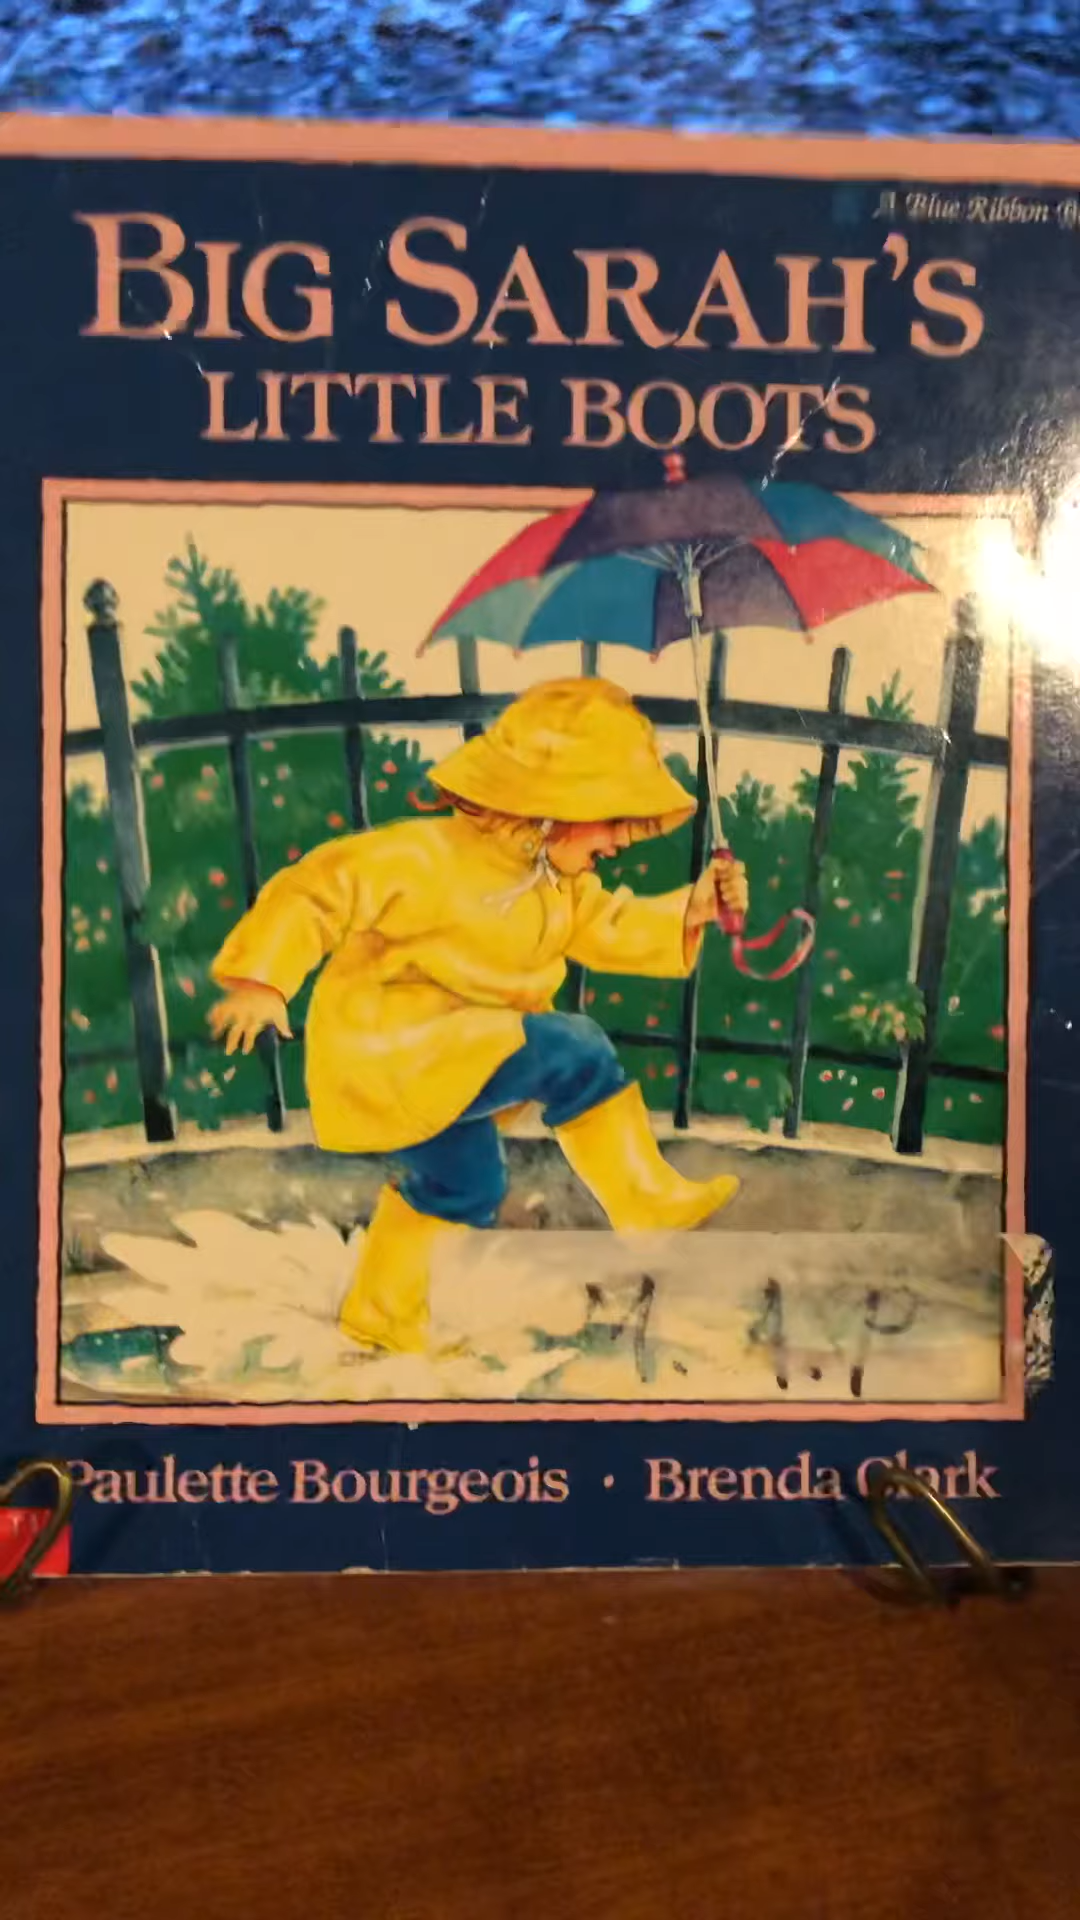 A Blue Ribbon
BIG SARAH'S
LITTLE BOOTS
M. A. P
Paulette Bourgeois · Brenda Clark